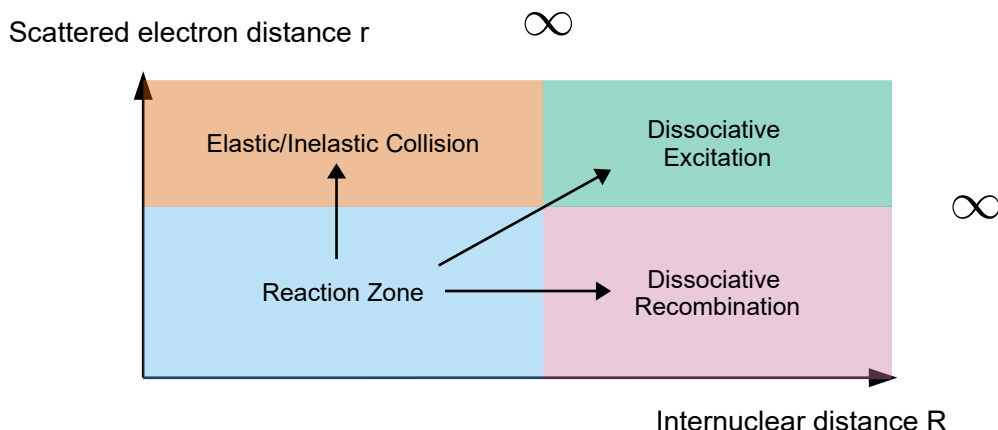 ∞
Scattered electron distance r
Elastic/Inelastic Collision
Dissociative
Excitation
∞
Reaction Zone
Dissociative
Recombination
Internuclear distance R